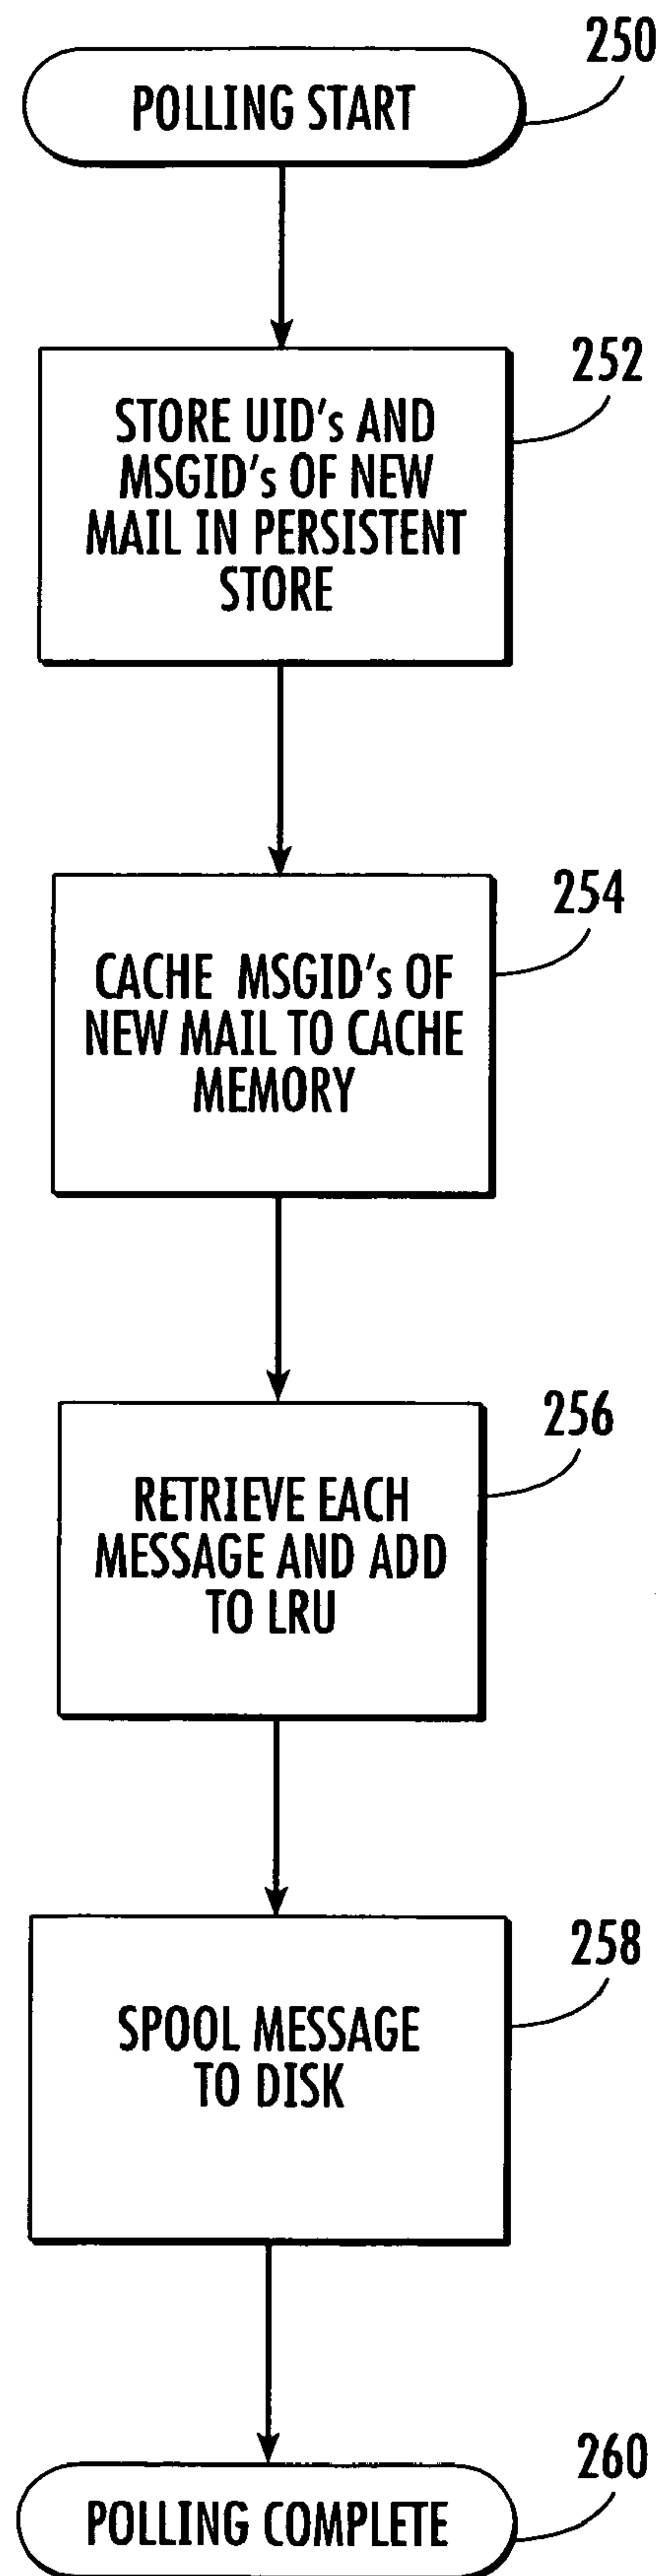 250
POLLING START
252
STORE UID's AND
MSGID's OF NEW
MAIL IN PERSISTENT
STORE
254
CACHE MSGID's OF
NEW MAIL TO CACHE
MEMORY
256
RETRIEVE EACH
MESSAGE AND ADD
TO LRU
258
SPOOL MESSAGE
TO DISK
260
POLLING COMPLETE